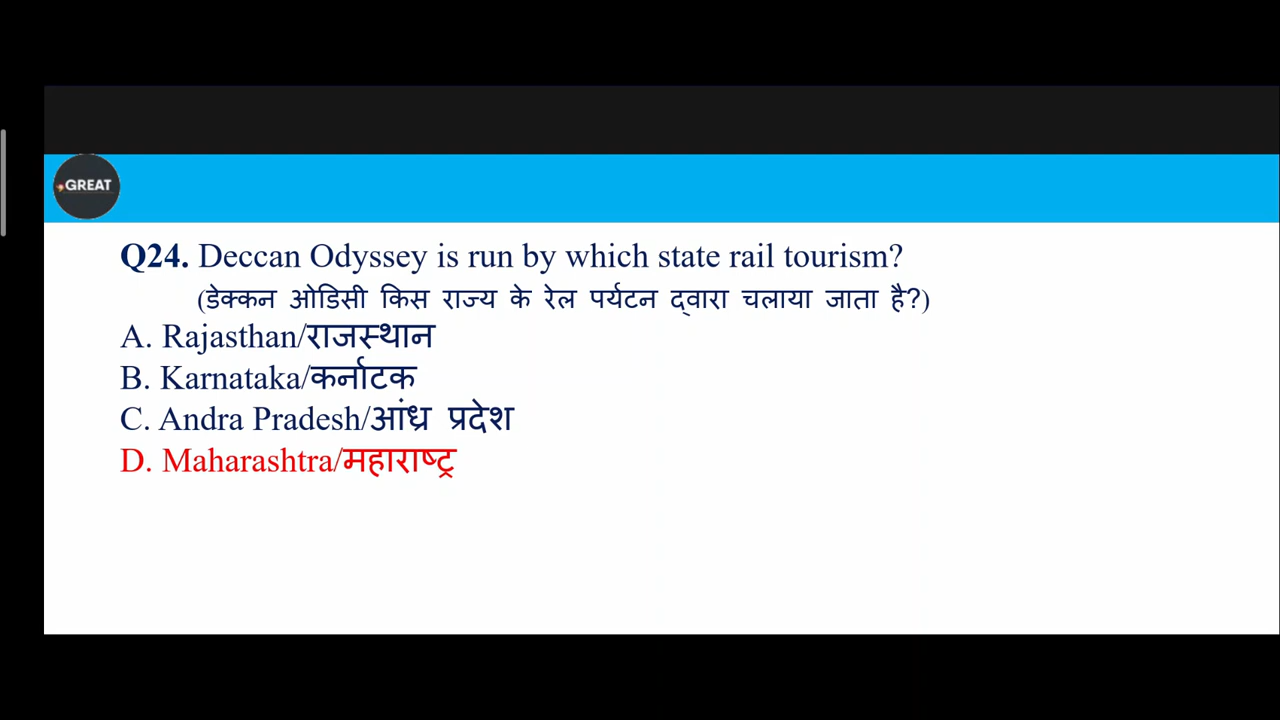 GREAT
Q24. Deccan Odyssey is run by which state rail tourism?
(डेक्कन ओडिसी किस राज्य के रेल पर्यटन द्वारा चलाया जाता है?)
A. Rajasthan/राजस्थान
B. Karnataka/कर्नाटक
C. Andra Pradesh/आंध्र प्रदेश
D. Maharashtra/महाराष्ट्र